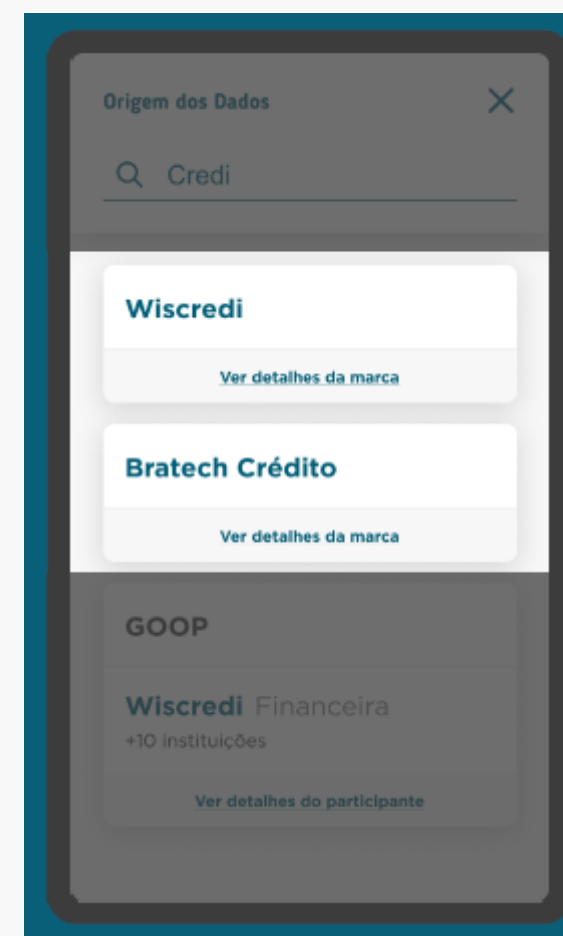 Origem dos Dados
Credi
Wiscredi
Ver detalhes da marca
Bratech Crédito
Ver detalhes da marca
GOOP
Wiscredi Financeira
+10 instituições
Ver detalhes do participante